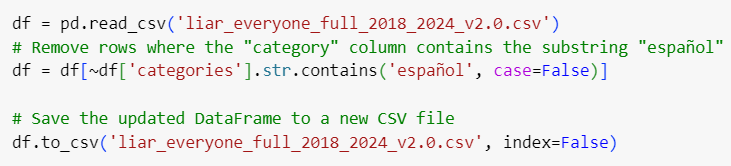 df = pd.read_csv('liar_everyone_full_2018_2024_v2.0.csv')
# Remove rows where the "category" column contains the substring "español"
df = df[~df['categories'].str.contains('español', case=False)]
# Save the updated DataFrame to a new CSV file
df.to_csv('liar_everyone_full_2018_2024_v2.0.csv', index=False)